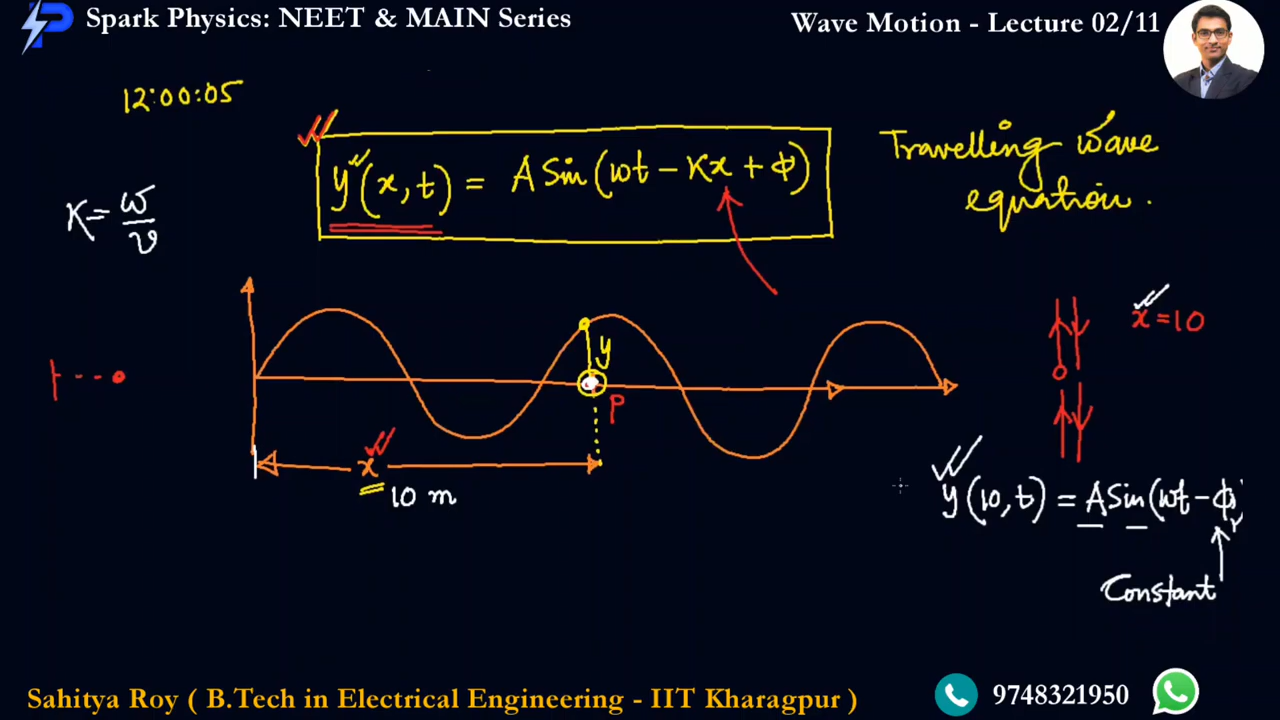 Spark Physics: NEET & MAIN Series
Wave Motion - Lecture 02/11
12:00:05
y(x, t) = A Sin(ωt - Kx + φ)
Travelling wave
equation.
K = ω/v
x = 10
y
P
x
10 m
y(10, t) = A Sin(ωt - φ
Constant
Sahitya Roy ( B.Tech in Electrical Engineering - IIT Kharagpur )
9748321950